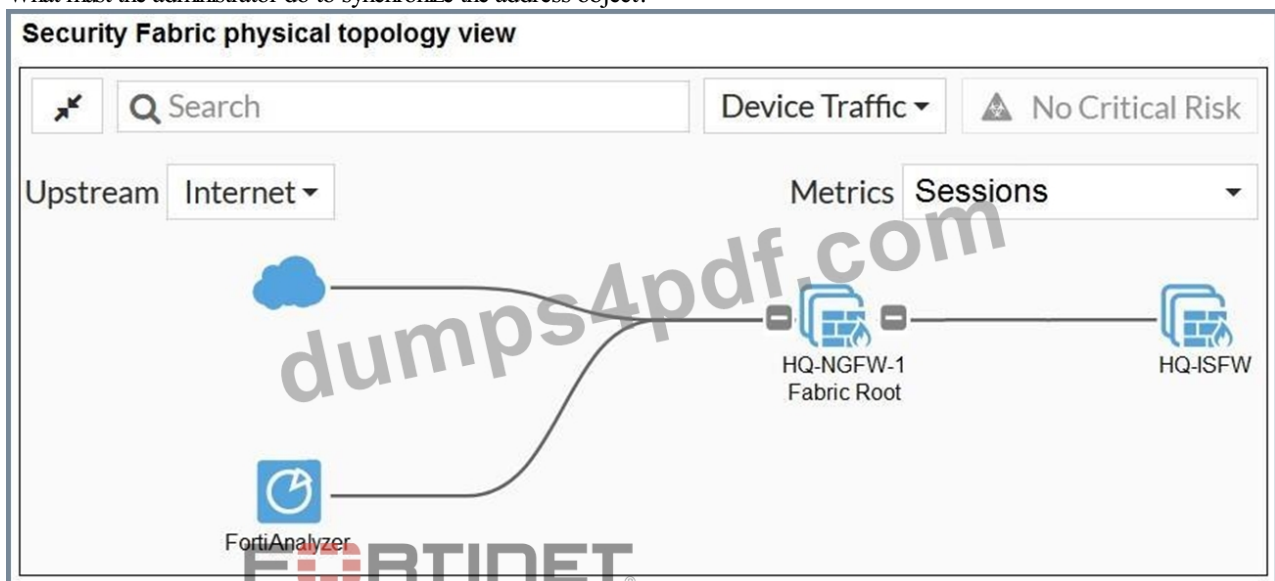 What must the administrator do to synchronize the address object?
Security Fabric physical topology view
Search
Device Traffic
No Critical Risk
Upstream
Internet
Metrics
Sessions
dumps4pdf.com
HQ-NGFW-1
Fabric Root
HQ-ISFW
FortiAnalyzer
FORTINET